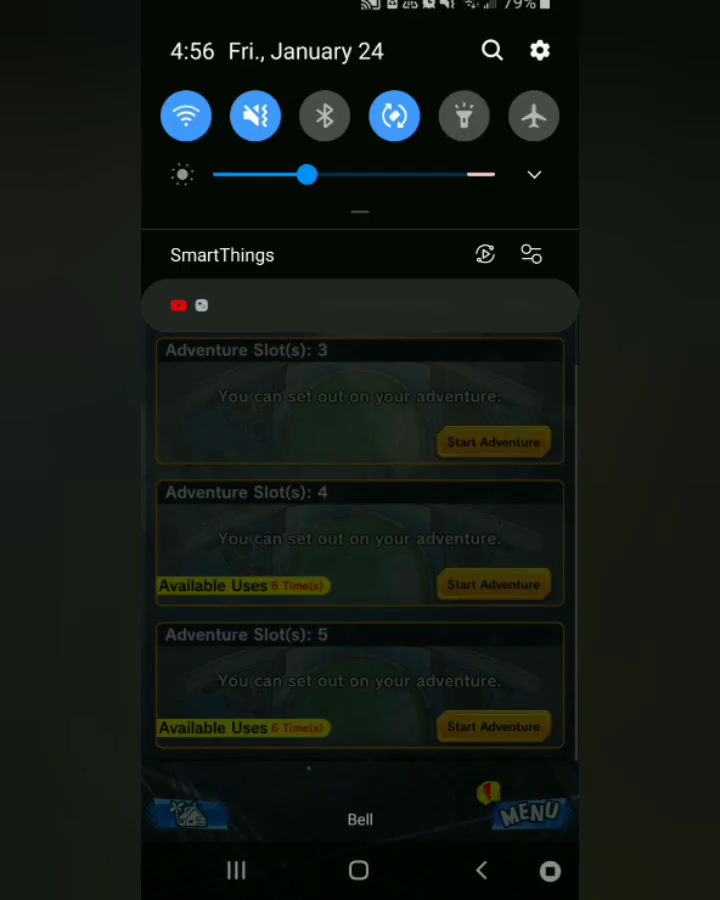 79%
4:56 Fri., January 24
SmartThings
Adventure Slot(s): 3
You can set out on your adventure.
Start Adventure
Adventure Slot(s): 4
You can set out on your adventure.
Available Uses 6 Time(s)
Start Adventure
Adventure Slot(s): 5
You can set out on your adventure.
Available Uses 6 Time(s)
Start Adventure
MENU
Bell